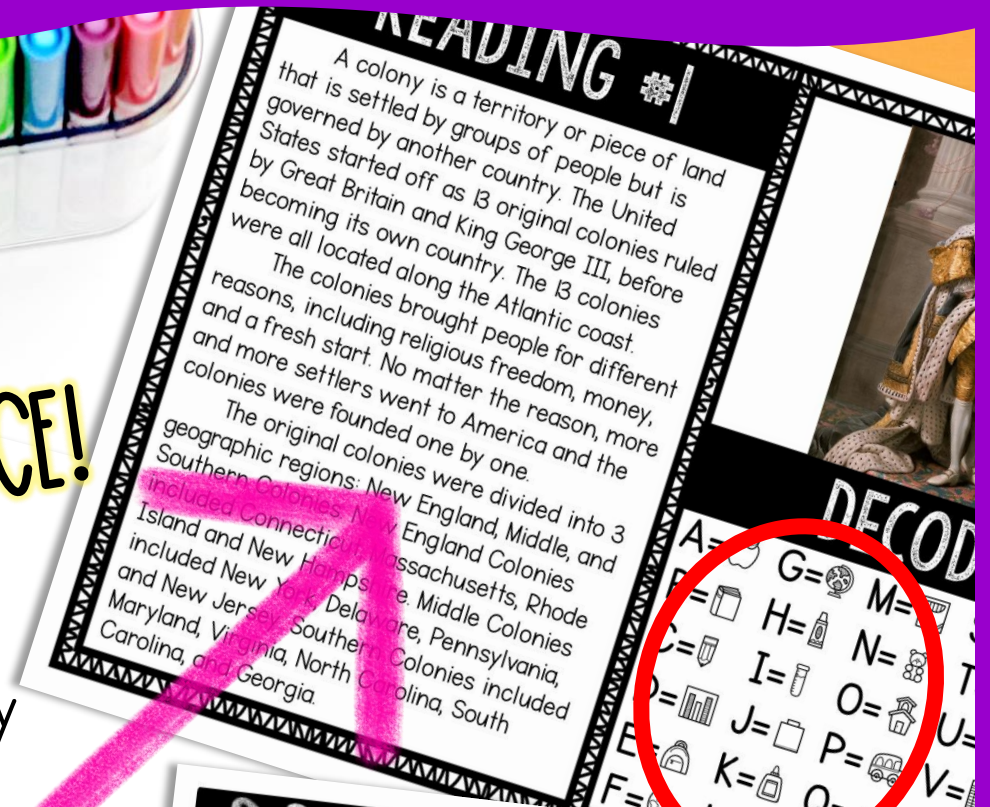 READING #1
A colony is a territory or piece of land
that is settled by groups of people but is
governed by another country. The United
States started off as 13 original colonies ruled
by Great Britain and King George III, before
becoming its own country. The 13 colonies
were all located along the Atlantic coast.
The colonies brought people for different
reasons, including religious freedom, money,
and a fresh start. No matter the reason, more
and more settlers went to America and the
colonies were founded one by one.
The original colonies were divided into 3
geographic regions: New England, Middle, and
Southern Colonies. New England Colonies
included Connecticut, Massachusetts, Rhode
Island and New Hampshire. Middle Colonies
included New York, Delaware, Pennsylvania,
and New Jersey. Southern Colonies included
Maryland, Virginia, North Carolina, South
Carolina, and Georgia.
CE!
y
DECOD
A=
G=
M=
H=
N=
C=
I=
O=
T
D=
J=
P=
U=
E=
K=
V=
F=